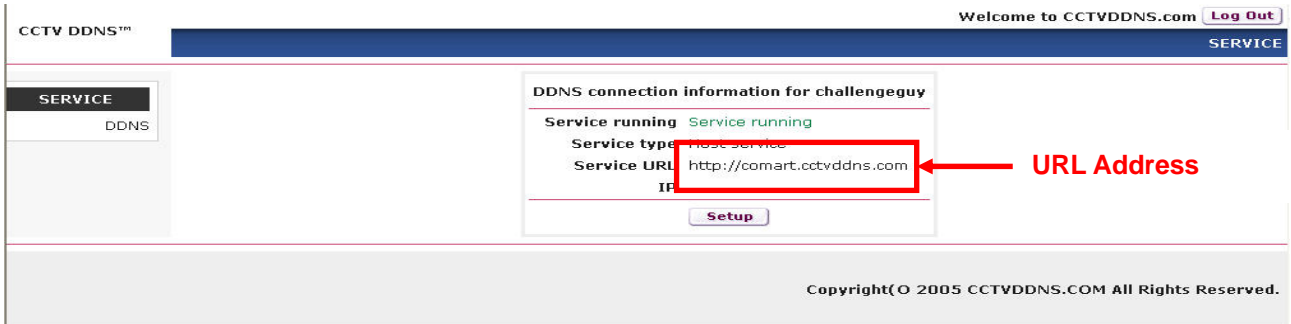 Welcome to CCTVDDNS.com Log Out
CCTV DDNS™
SERVICE
SERVICE
DDNS
DDNS connection information for challengeguy
Service running Service running
Service type Host service
Service URL http://comart.cctvddns.com
URL Address
IP
Setup
Copyright(O 2005 CCTVDDNS.COM All Rights Reserved.